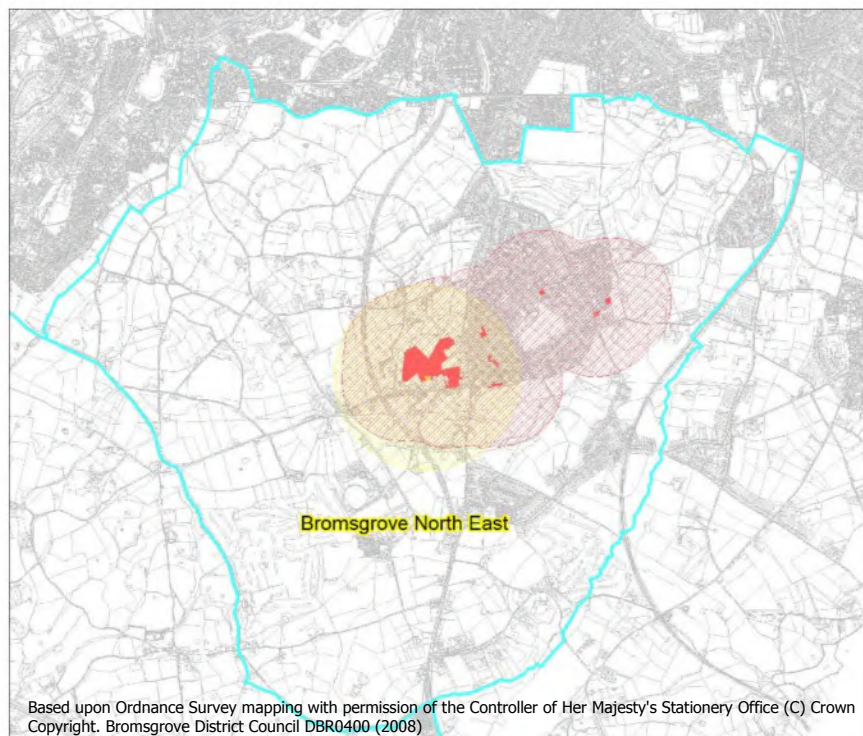 Bromsgrove North East
Based upon Ordnance Survey mapping with permission of the Controller of Her Majesty's Stationery Office (C) Crown
Copyright. Bromsgrove District Council DBR0400 (2008)